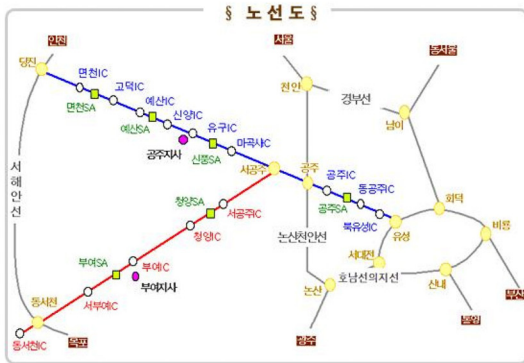 § 노 선 도 §
인천
서울
동서울
당진
면천IC
고덕IC
천안
경부선
예산IC
면천SA
신양IC
남이
예산SA
유구IC
공주지사
마곡사IC
신풍SA
서해안선
서공주
공주
공주IC
동공주IC
청양SA
화덕
공주SA
서공주IC
북유성IC
유성
비룡
청양IC
논산천안선
서대전
부여SA
부여IC
호남선의지선
산내
논산
부여지사
서부여IC
부산
동서천
통영
목포
광주
동서천IC